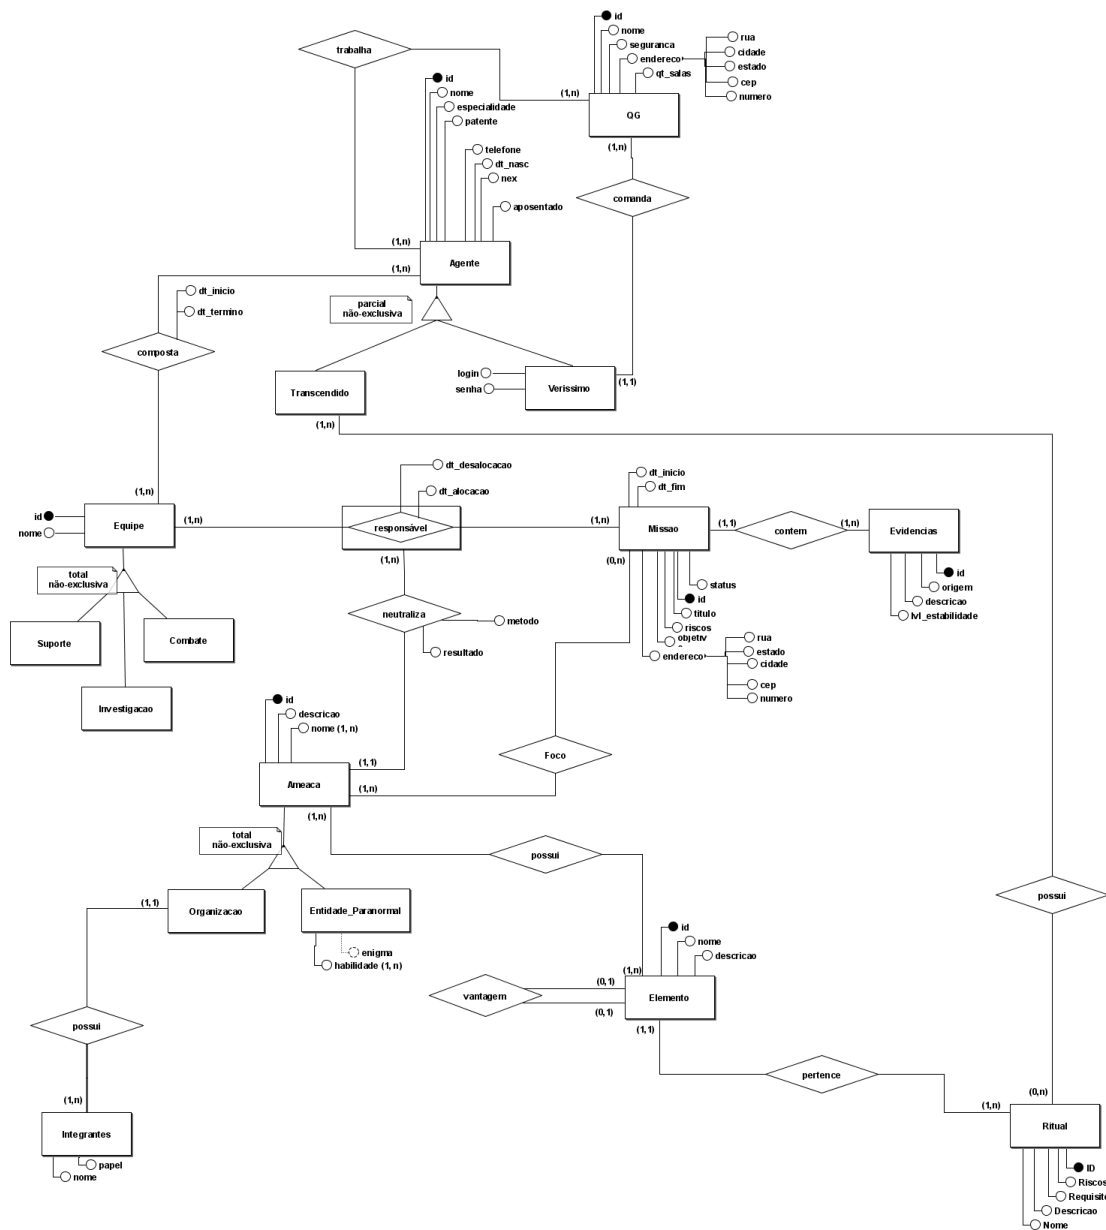 id
nome
seguranca
endereco
qt_salas
rua
cidade
estado
cep
numero
trabalha
(1,n)
QG
(1,n)
id
nome
especialidade
patente
telefone
dt_nasc
nex
aposentado
comanda
(1,n)
(1,n)
Agente
dt_inicio
dt_termino
parcial
não-exclusiva
composta
login
senha
Verissimo
(1,1)
Transcendido
(1,n)
dt_desalocacao
dt_alocacao
dt_inicio
dt_fim
(1,n)
id
nome
Equipe
(1,n)
responsável
(1,n)
(1,n)
Missao
(0,n)
(1,1)
contem
(1,n)
Evidencias
id
origem
descricao
lvl_estabilidade
total
não-exclusiva
Suporte
Combate
Investigacao
neutraliza
metodo
resultado
status
id
titulo
riscos
objetiv
endereco
rua
estado
cidade
cep
numero
id
descricao
nome (1, n)
Foco
(1,1)
Ameaca
(1,n)
(1,n)
total
não-exclusiva
possui
Organizacao
(1,1)
Entidade_Paranormal
enigma
habilidade (1, n)
possui
id
nome
descricao
(1,n)
Elemento
(0,1)
(0,1)
vantagem
(1,1)
possui
pertence
(1,n)
Integrantes
papel
nome
(0,n)
(1,n)
Ritual
ID
Riscos
Requisito
Descricao
Nome